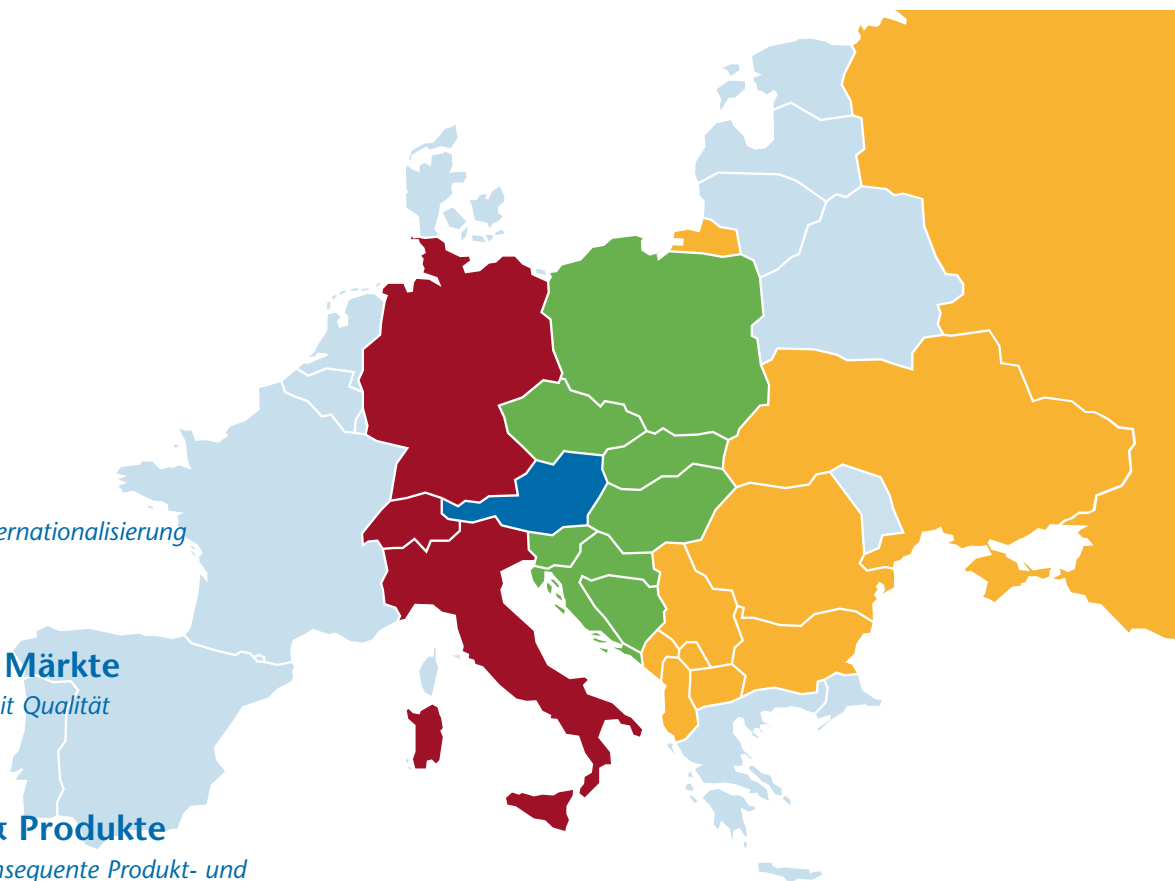 ernationalisierung
Märkte
it Qualität
& Produkte
nsequente Produkt- und